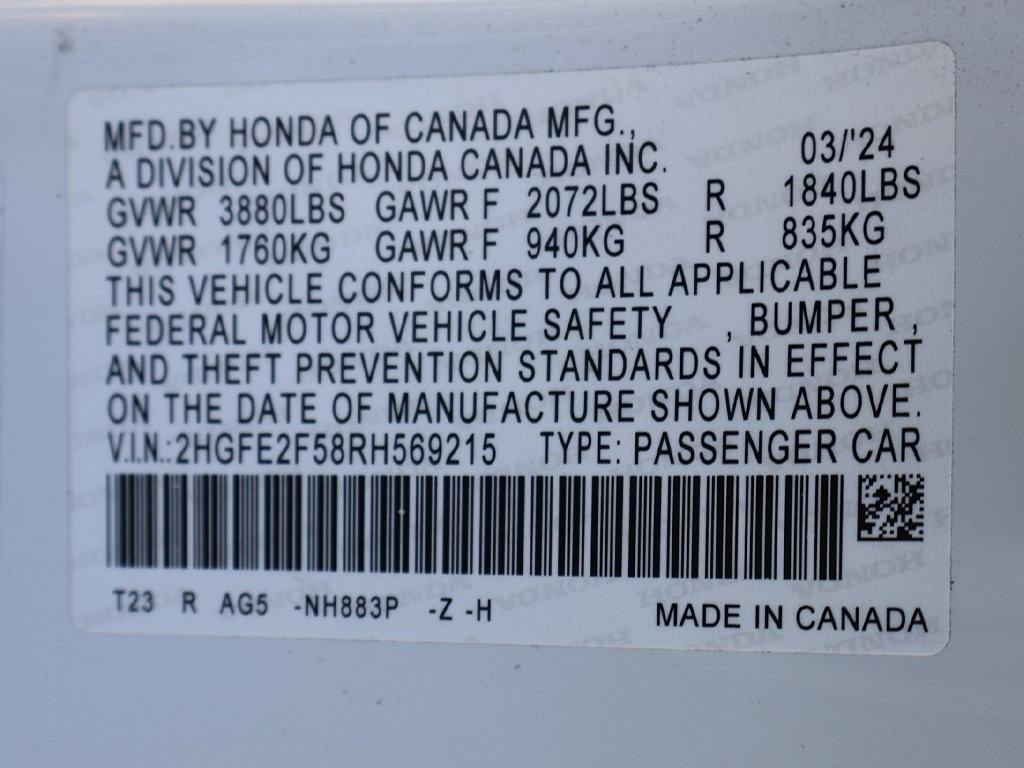 MFD.BY HONDA OF CANADA MFG.,
A DIVISION OF HONDA CANADA INC. 03/'24
GVWR 3880LBS GAWR F 2072LBS R 1840LBS
GVWR 1760KG GAWR F 940KG R 835KG
THIS VEHICLE CONFORMS TO ALL APPLICABLE
FEDERAL MOTOR VEHICLE SAFETY , BUMPER ,
AND THEFT PREVENTION STANDARDS IN EFFECT
ON THE DATE OF MANUFACTURE SHOWN ABOVE.
V.I.N.:2HGFE2F58RH569215 TYPE: PASSENGER CAR
T23 R AG5 -NH883P -Z -H MADE IN CANADA